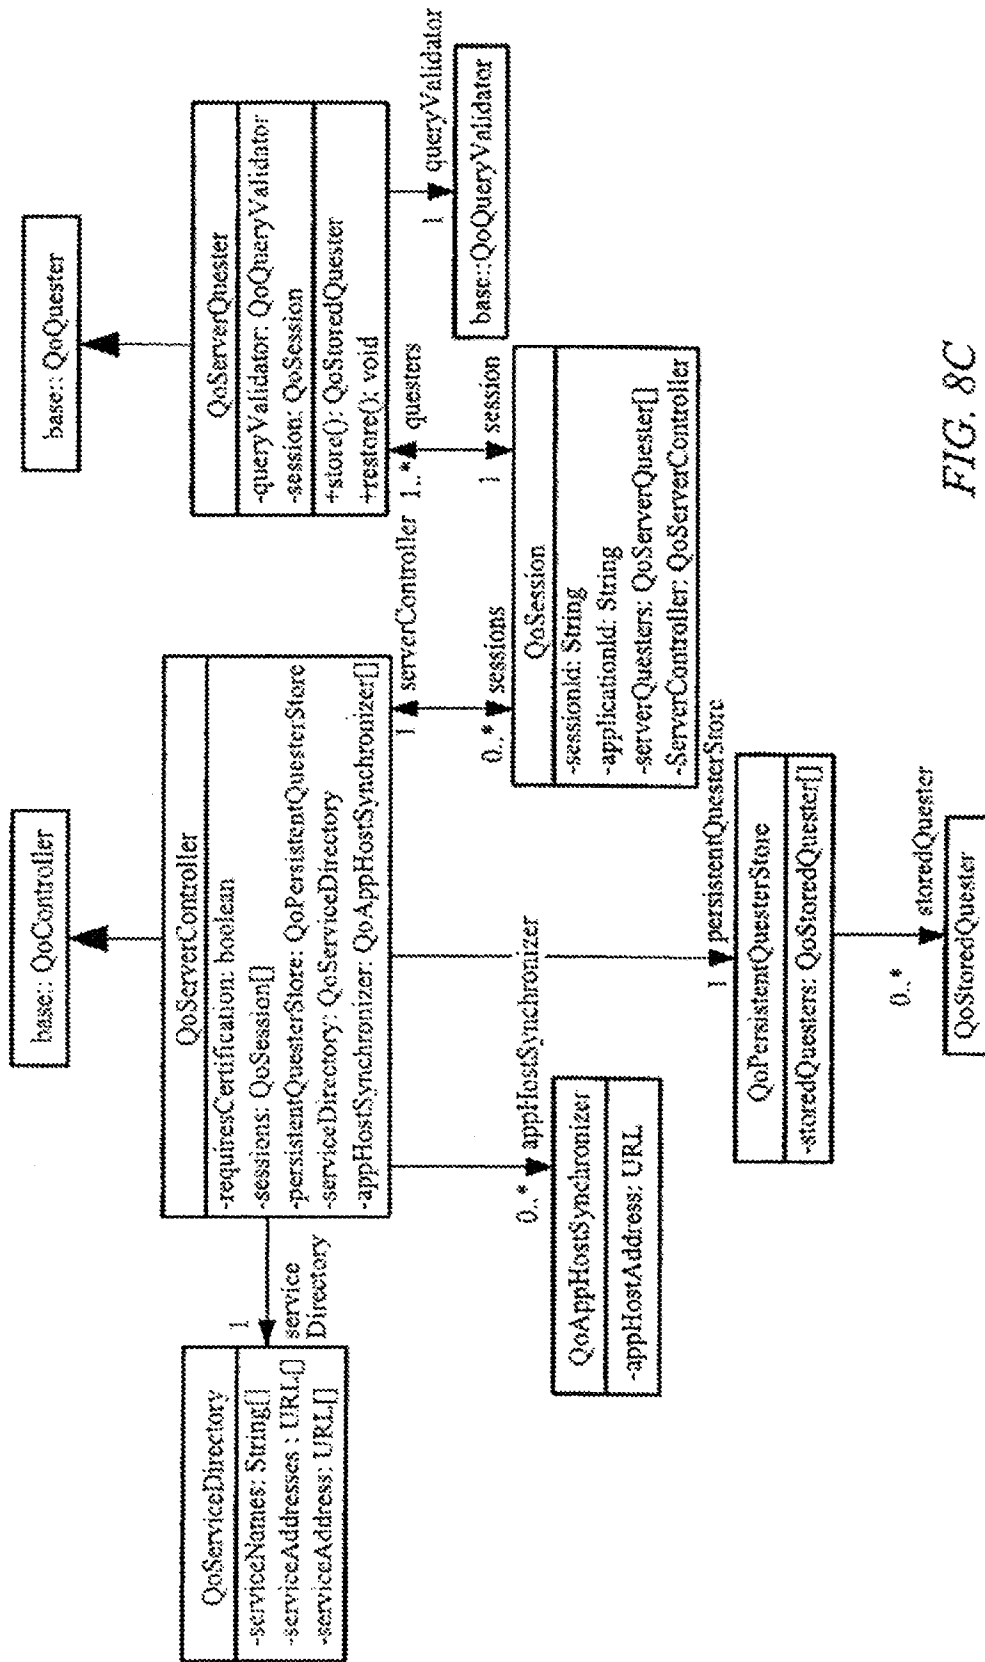 base:: QoController
base:: QoQuester
QoServiceDirectory
-serviceNames: String[]
-serviceAddresses : URL[]
-serviceAddress: URL[]
1
service
Directory
QoServerController
-requiresCertification: boolean
-sessions: QoSession[]
-persistentQuesterStore: QoPersistentQuesterStore
-serviceDirectory: QoServiceDirectory
-appHostSynchronizer: QoAppHostSynchronizer[]
QoServerQuester
-queryValidator: QoQueryValidator
-session: QoSession
+store(): QoStoredQuester
+restore(): void
1 serverController
1..* questers
0..* sessions
1 session
1 queryValidator
base::QoQueryValidator
0..* appHostSynchronizer
QoAppHostSynchronizer
-appHostAddress: URL
QoSession
-sessionId: String
-applicationId: String
-serverQuesters: QoServerQuester[]
-ServerController: QoServerController
1 persistentQuesterStore
QoPersistentQuesterStore
-storedQuesters: QoStoredQuester[]
0..* storedQuester
QoStoredQuester
FIG. 8C